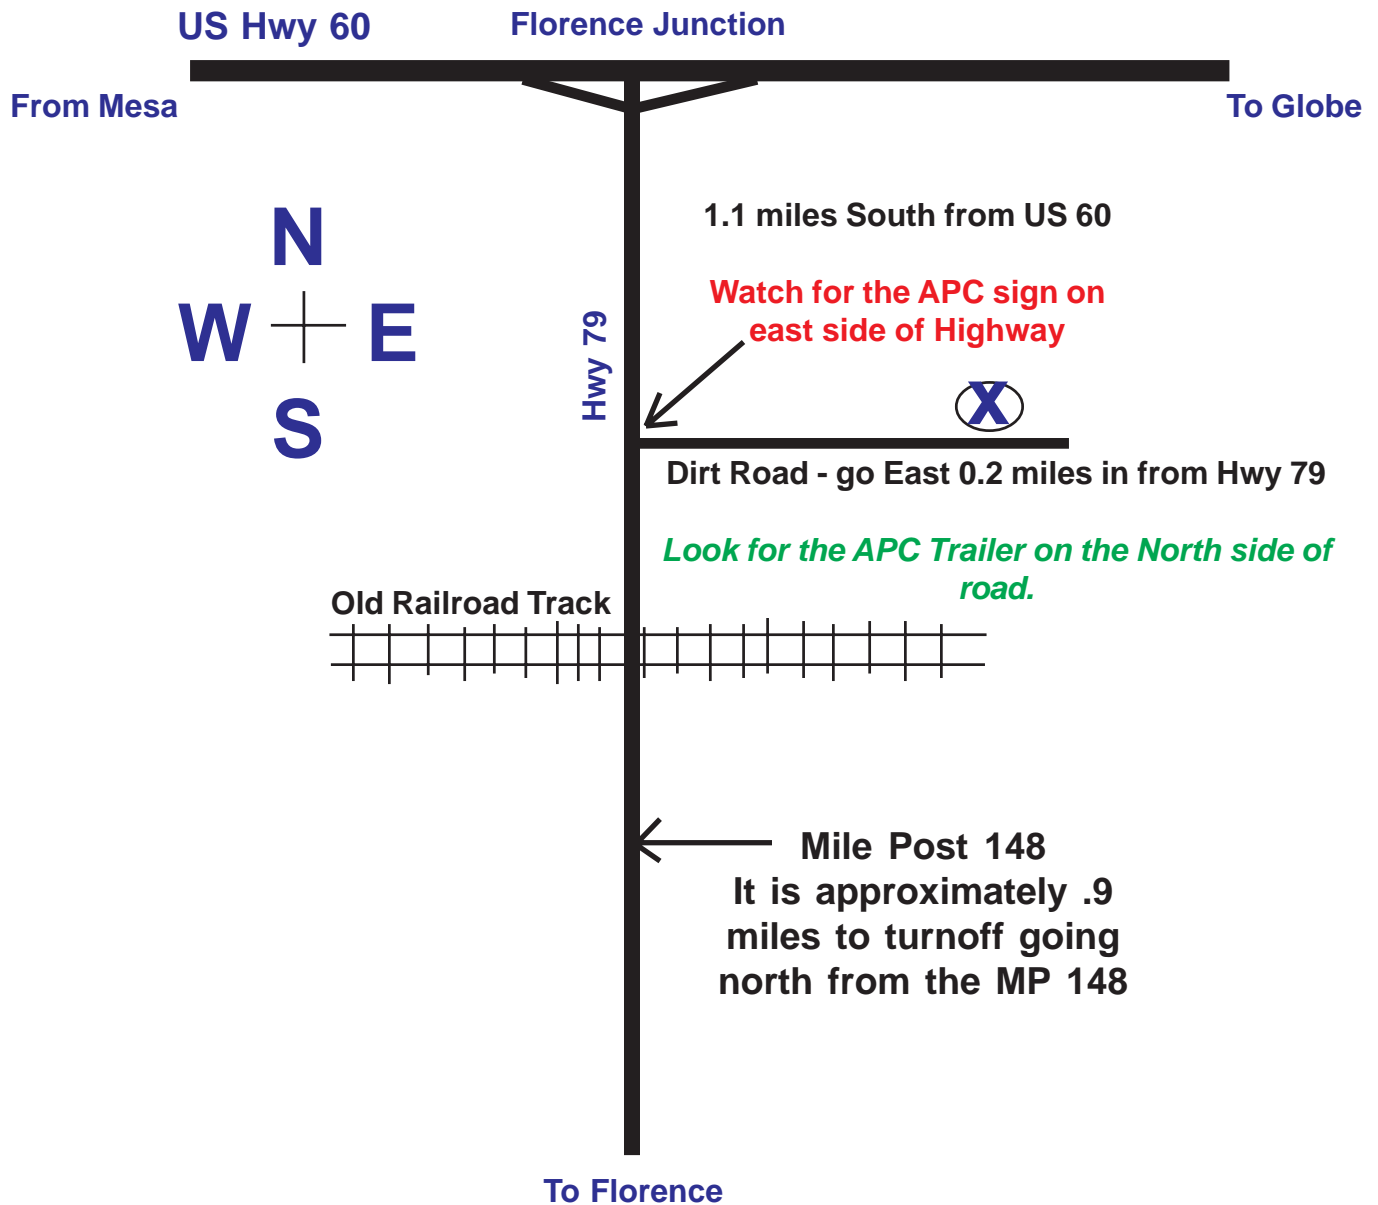 US Hwy 60
Florence Junction
From Mesa
To Globe
N
W
E
S
1.1 miles South from US 60
Watch for the APC sign on
east side of Highway
Hwy 79
X
Dirt Road - go East 0.2 miles in from Hwy 79
Look for the APC Trailer on the North side of
road.
Old Railroad Track
Mile Post 148
It is approximately .9
miles to turnoff going
north from the MP 148
To Florence